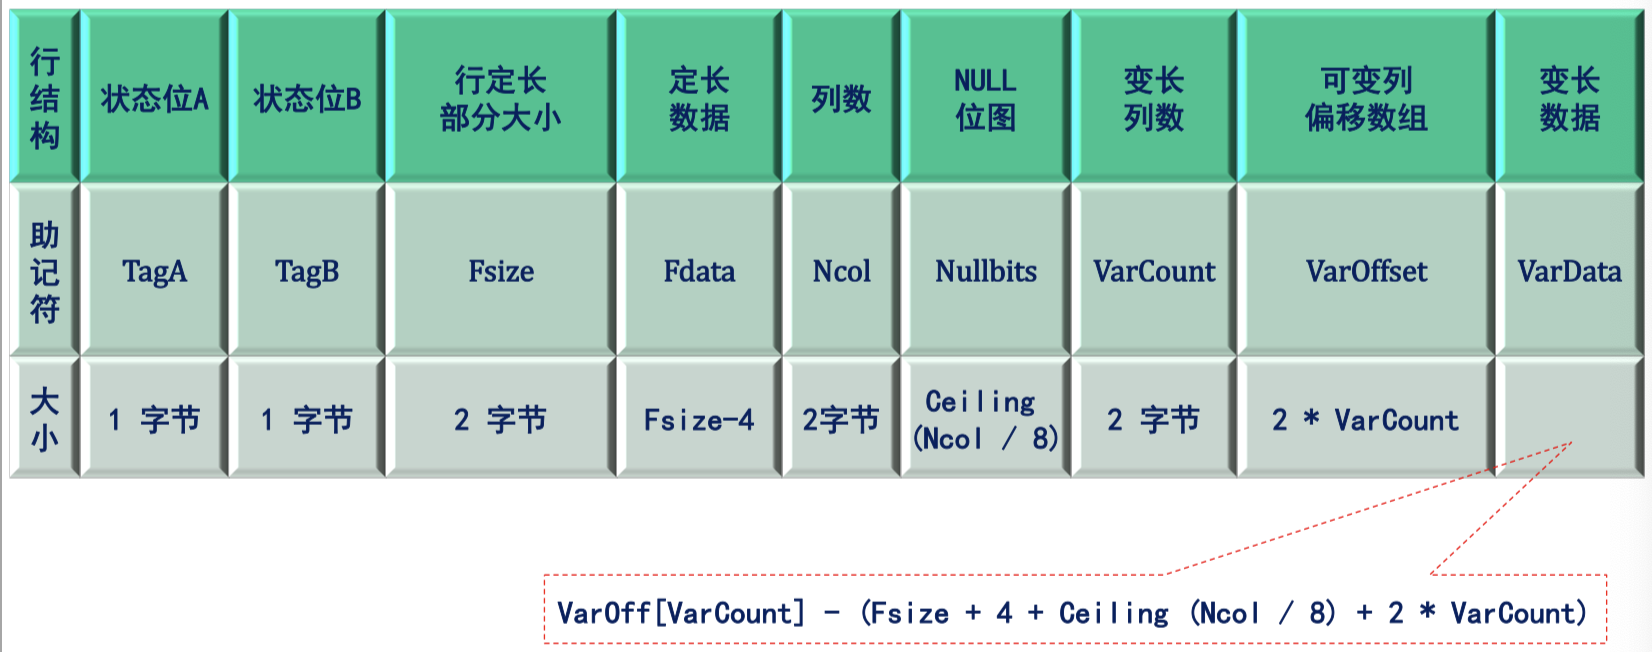 行
结
构
状态位A
状态位B
行定长
部分大小
定长
数据
列数
NULL
位图
变长
列数
可变列
偏移数组
变长
数据
助
记
符
TagA
TagB
Fsize
Fdata
Ncol
Nullbits
VarCount
VarOffset
VarData
大
小
1 字节
1 字节
2 字节
Fsize-4
2字节
Ceiling
(Ncol / 8)
2 字节
2 * VarCount
VarOff[VarCount] - (Fsize + 4 + Ceiling (Ncol / 8) + 2 * VarCount)